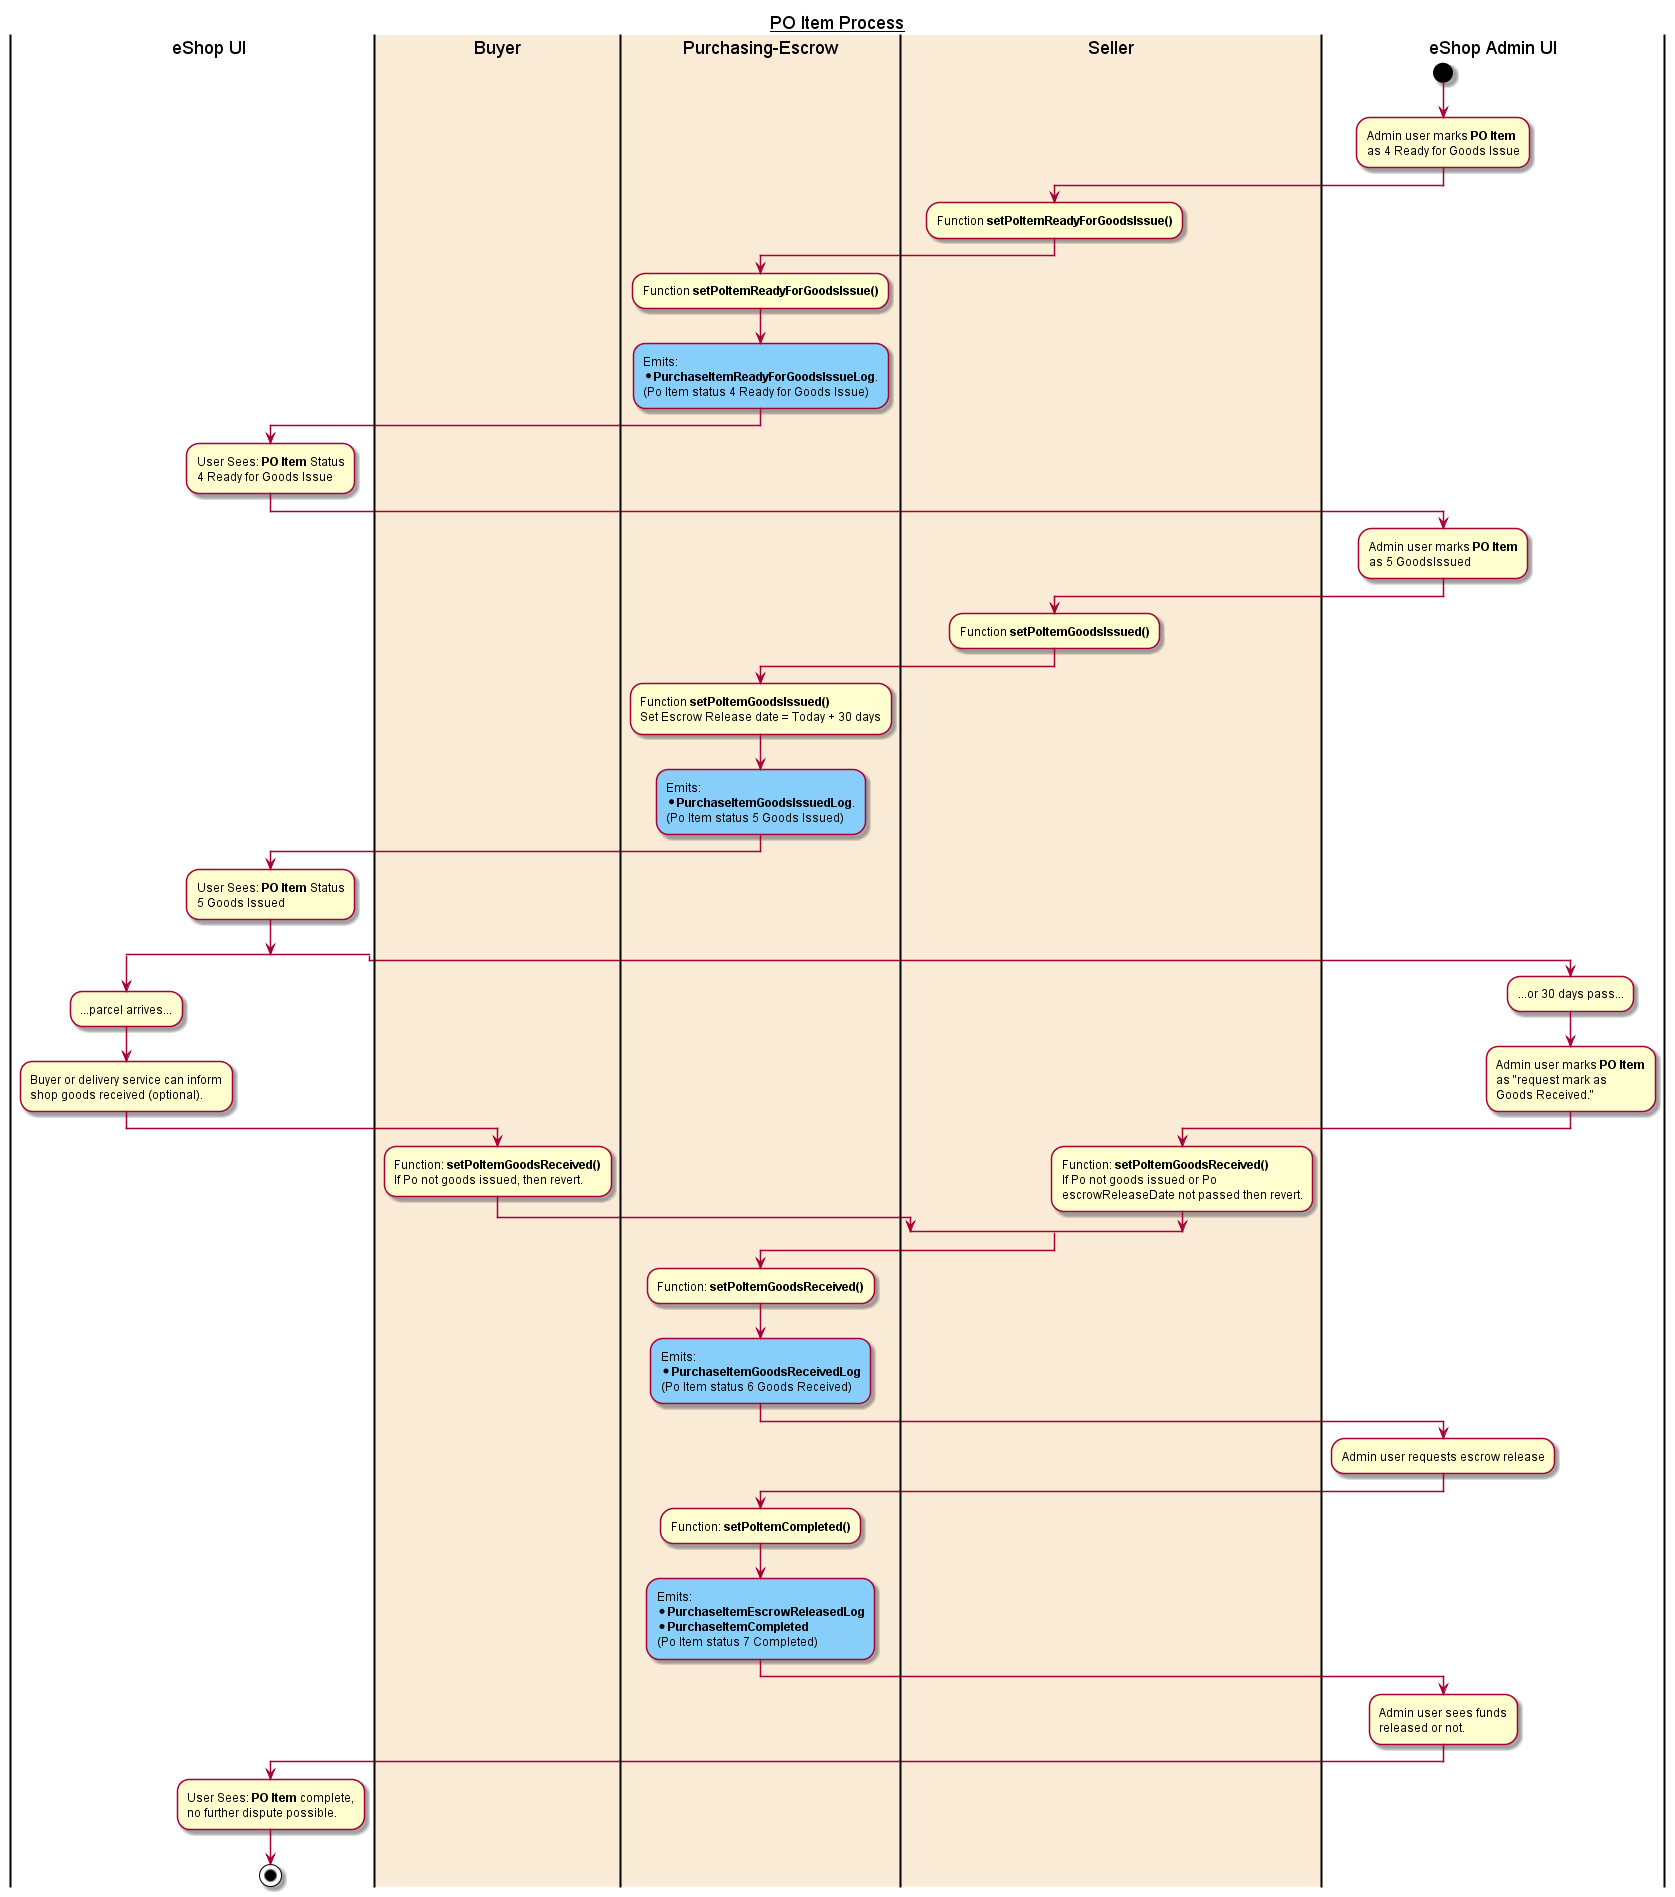 PO Item Process
eShop UI
Buyer
Purchasing-Escrow
Seller
eShop Admin UI
Admin user marks PO Item
as 4 Ready for Goods Issue
Function setPoItemReadyForGoodsIssue()
Function setPoItemReadyForGoodsIssue()
Emits:
•PurchaseItemReadyForGoodsIssueLog.
(Po Item status 4 Ready for Goods Issue)
User Sees: PO Item Status
4 Ready for Goods Issue
Admin user marks PO Item
as 5 GoodsIssued
Function setPoItemGoodsIssued()
Function setPoItemGoodsIssued()
Set Escrow Release date = Today + 30 days
Emits:
•PurchaseItemGoodsIssuedLog.
(Po Item status 5 Goods Issued)
User Sees: PO Item Status
5 Goods Issued
...parcel arrives...
...or 30 days pass...
Buyer or delivery service can inform
shop goods received (optional).
Admin user marks PO Item
as "request mark as
Goods Received."
Function: setPoItemGoodsReceived()
If Po not goods issued, then revert.
Function: setPoItemGoodsReceived()
If Po not goods issued or Po
escrowReleaseDate not passed then revert.
Function: setPoItemGoodsReceived()
Emits:
•PurchaseItemGoodsReceivedLog
(Po Item status 6 Goods Received)
Admin user requests escrow release
Function: setPoItemCompleted()
Emits:
•PurchaseItemEscrowReleasedLog
•PurchaseItemCompleted
(Po Item status 7 Completed)
Admin user sees funds
released or not.
User Sees: PO Item complete,
no further dispute possible.